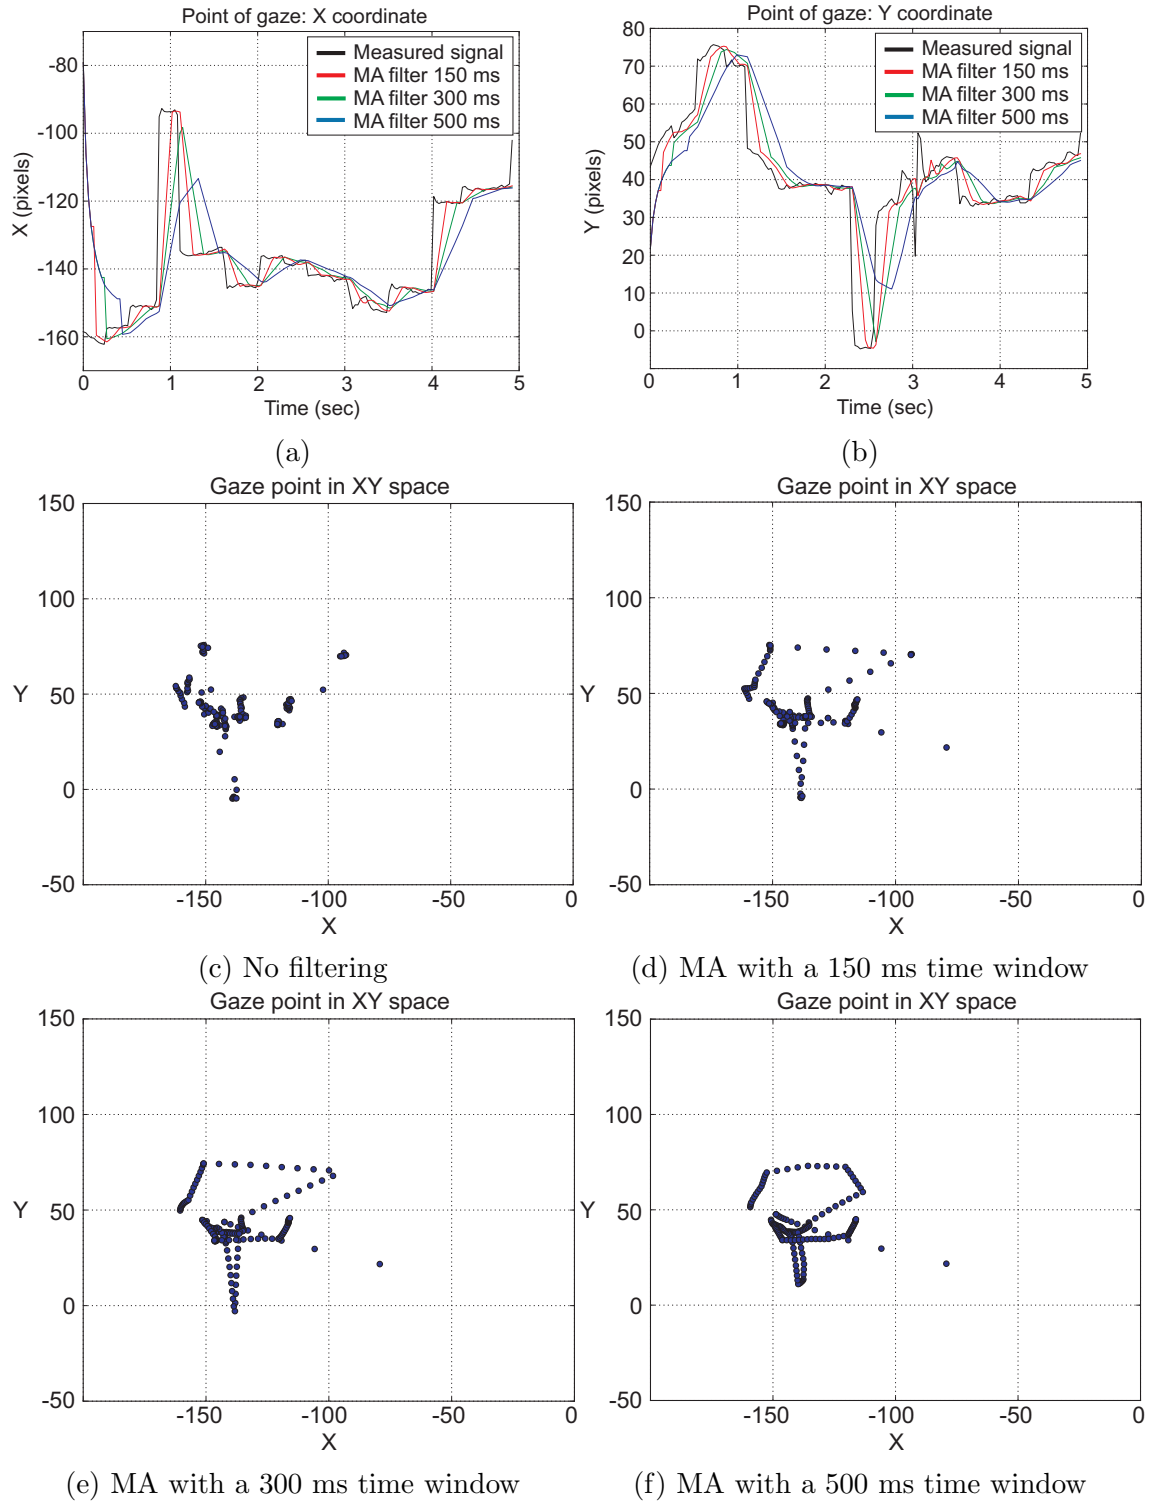 Point of gaze: X coordinate
Measured signal
MA filter 150 ms
MA filter 300 ms
MA filter 500 ms
X (pixels)
-80
-100
-120
-140
-160
0 1 2 3 4 5
Time (sec)
(a)
Point of gaze: Y coordinate
Measured signal
MA filter 150 ms
MA filter 300 ms
MA filter 500 ms
Y (pixels)
80
70
60
50
40
30
20
10
0
0 1 2 3 4 5
Time (sec)
(b)
Gaze point in XY space
150
100
Y 50
0
-50
-150 -100 -50 0
X
(c) No filtering
Gaze point in XY space
150
100
Y 50
0
-50
-150 -100 -50 0
X
(d) MA with a 150 ms time window
Gaze point in XY space
150
100
Y 50
0
-50
-150 -100 -50 0
X
(e) MA with a 300 ms time window
Gaze point in XY space
150
100
Y 50
0
-50
-150 -100 -50 0
X
(f) MA with a 500 ms time window